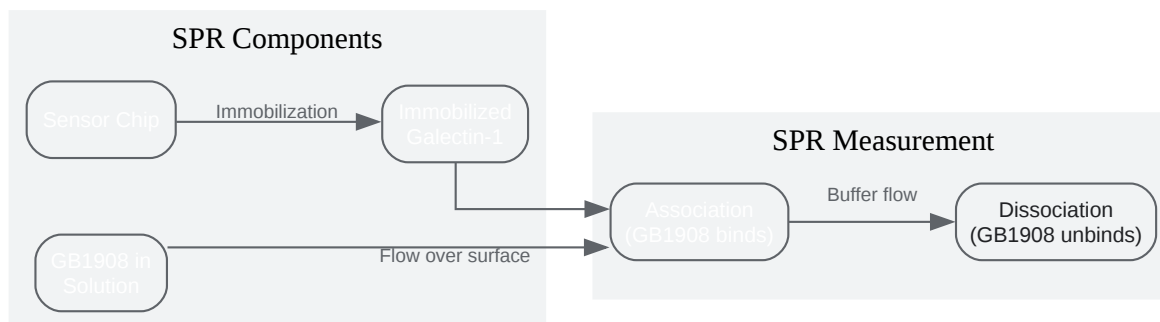 SPR Components
Sensor Chip
Immobilization
Immobilized
Galectin-1
SPR Measurement
Association
(GB1908 binds)
Buffer flow
Dissociation
(GB1908 unbinds)
GB1908 in
Solution
Flow over surface